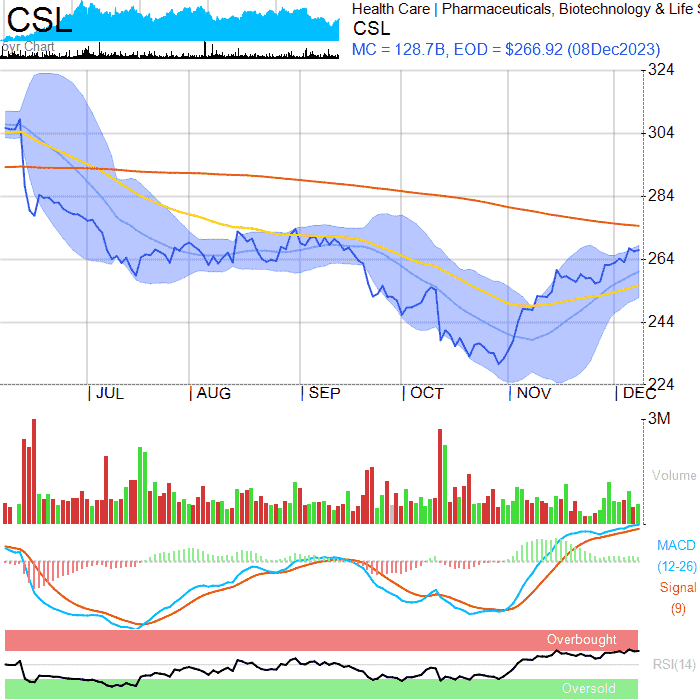 CSL
Health Care | Pharmaceuticals, Biotechnology & Life
CSL
MC = 128.7B, EOD = $266.92 (08Dec2023)
Chart
324
304
284
264
244
224
JUL
AUG
SEP
OCT
NOV
DEC
3M
Volume
MACD
(12-26)
Signal
(9)
Overbought
RSI(14)
Oversold